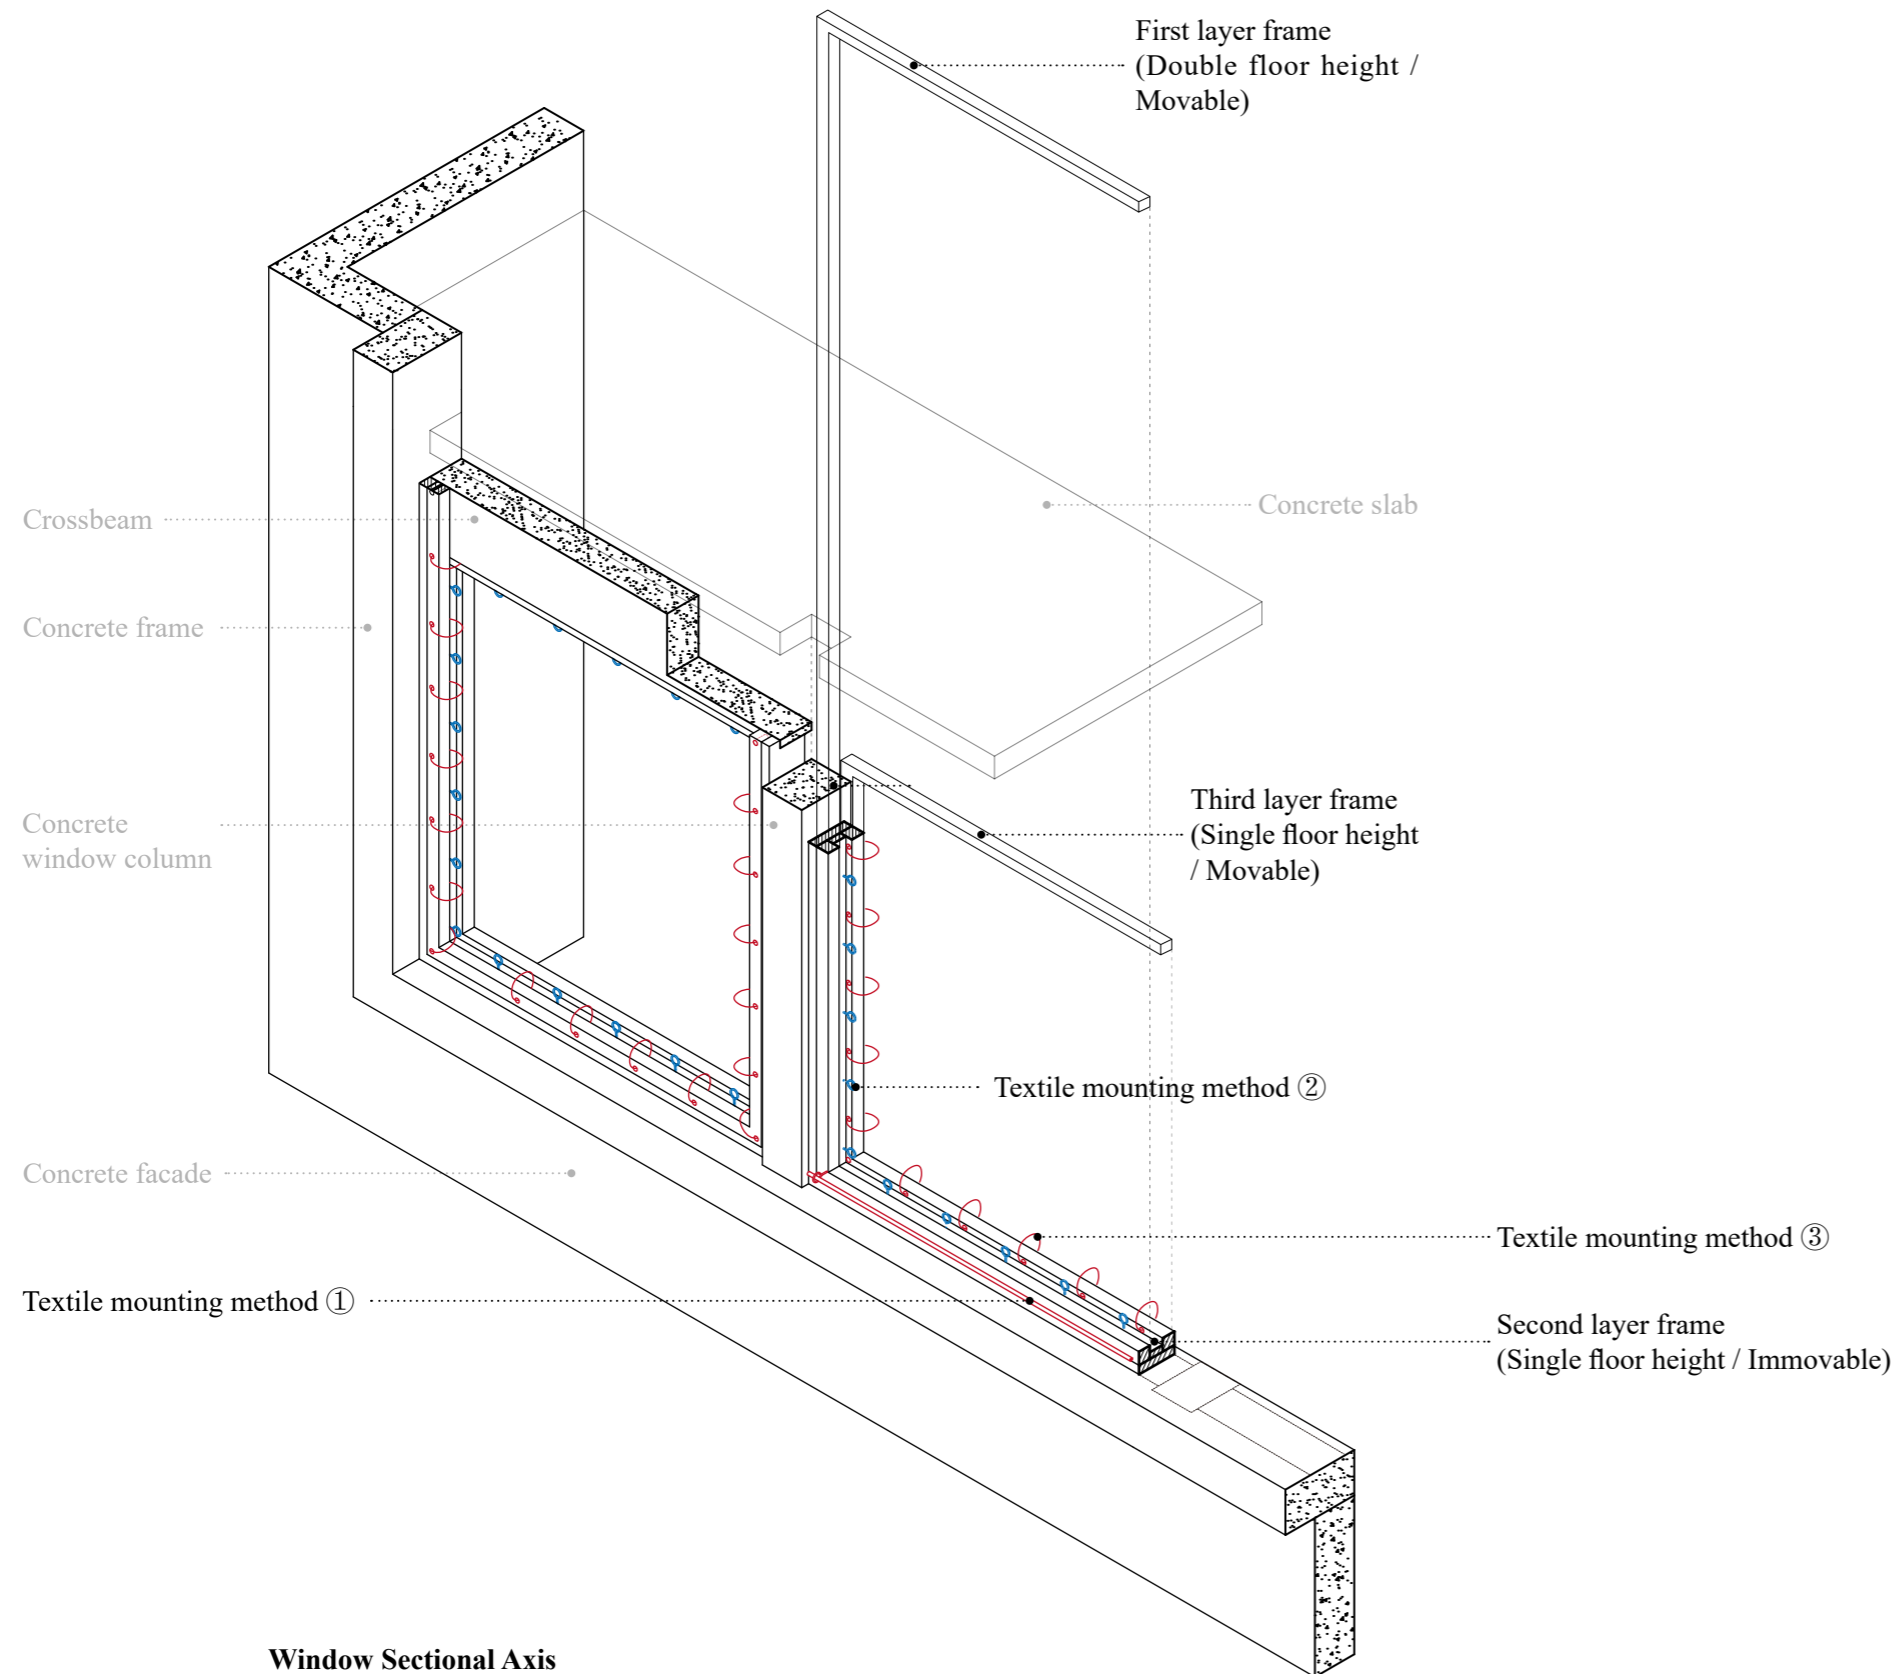 First layer frame
(Double floor height /
Movable)
Crossbeam
Concrete slab
Concrete frame
Concrete
window column
Third layer frame
(Single floor height
/ Movable)
Textile mounting method ②
Concrete facade
Textile mounting method ③
Textile mounting method ①
Second layer frame
(Single floor height / Immovable)
Window Sectional Axis